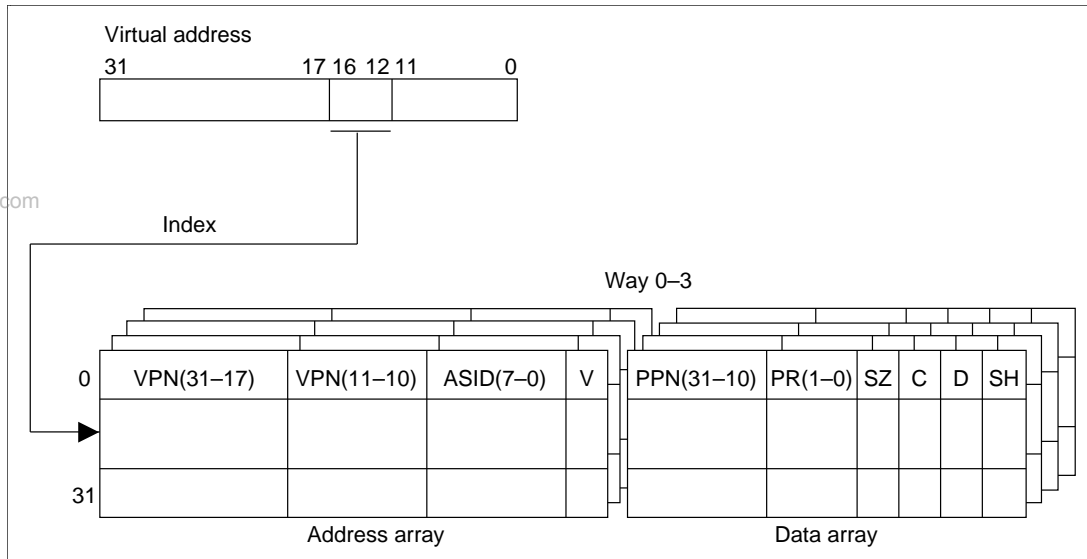 Virtual address
31 17 16 12 11 0
com
Index
Way 0–3
0 VPN(31–17) VPN(11–10) ASID(7–0) V PPN(31–10) PR(1–0) SZ C D SH
31
Address array Data array